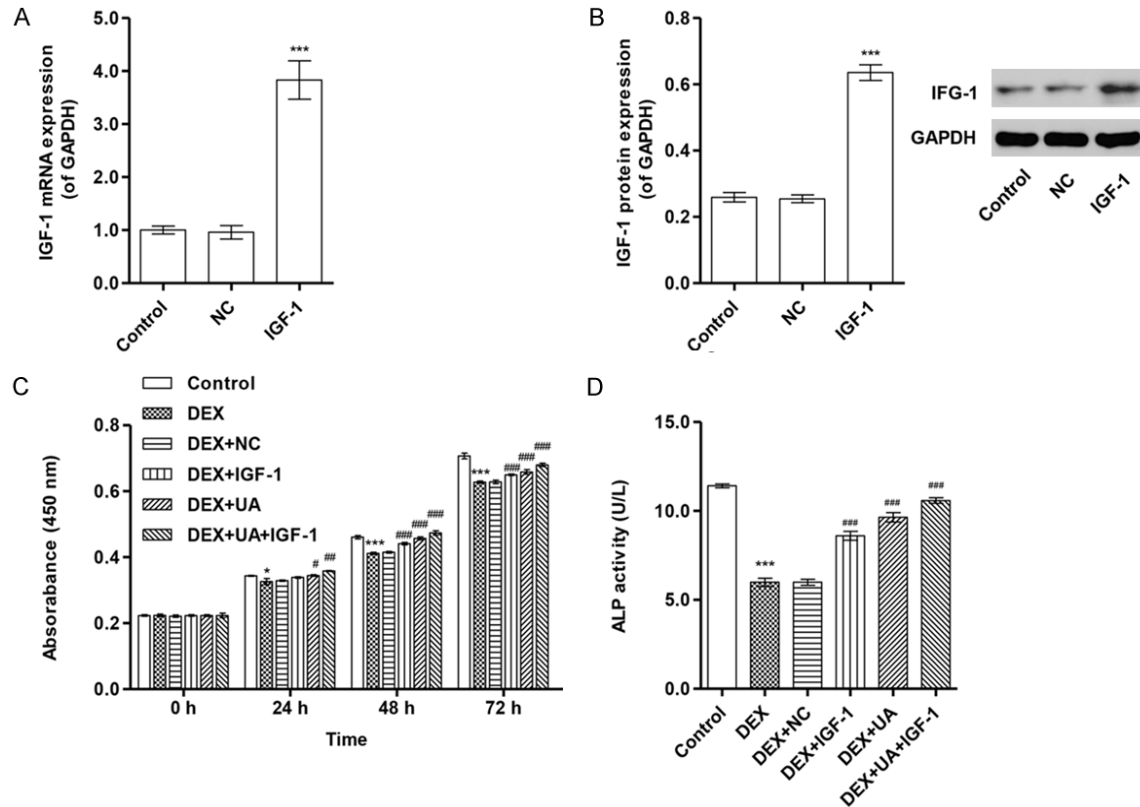 A
IGF-1 mRNA expression
(of GAPDH)
5.0
4.0
3.0
2.0
1.0
0.0
***
Control
NC
IGF-1
B
IGF-1 protein expression
(of GAPDH)
0.8
0.6
0.4
0.2
0.0
***
Control
NC
IGF-1
IFG-1
GAPDH
Control
NC
IGF-1
C
Control
DEX
DEX+NC
DEX+IGF-1
DEX+UA
DEX+UA+IGF-1
Absorabance (450 nm)
0.8
0.6
0.4
0.2
0.0
*
#
##
***
###
###
###
***
###
###
###
0 h
24 h
48 h
72 h
Time
D
ALP activity (U/L)
15.0
10.0
5.0
0.0
***
###
###
###
Control
DEX
DEX+NC
DEX+IGF-1
DEX+UA
DEX+UA+IGF-1